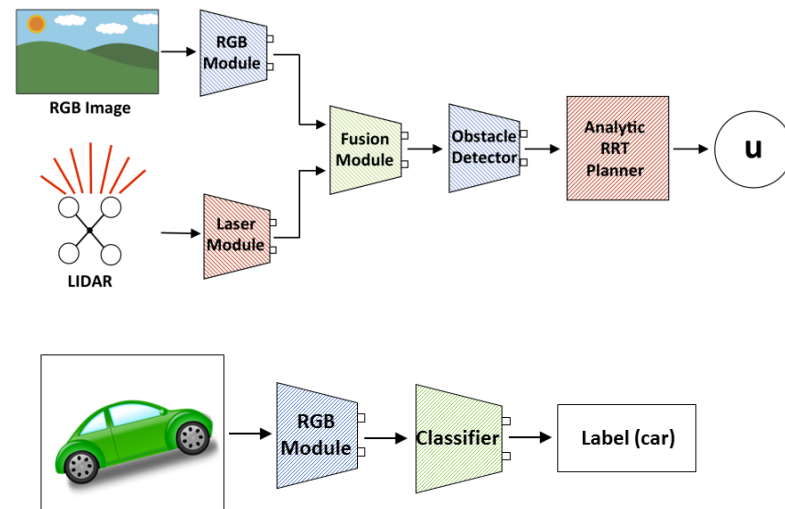 RGB
Module
RGB Image
Fusion
Module
Obstacle
Detector
Analytic
RRT
Planner
u
Laser
Module
LIDAR
RGB
Module
Classifier
Label (car)